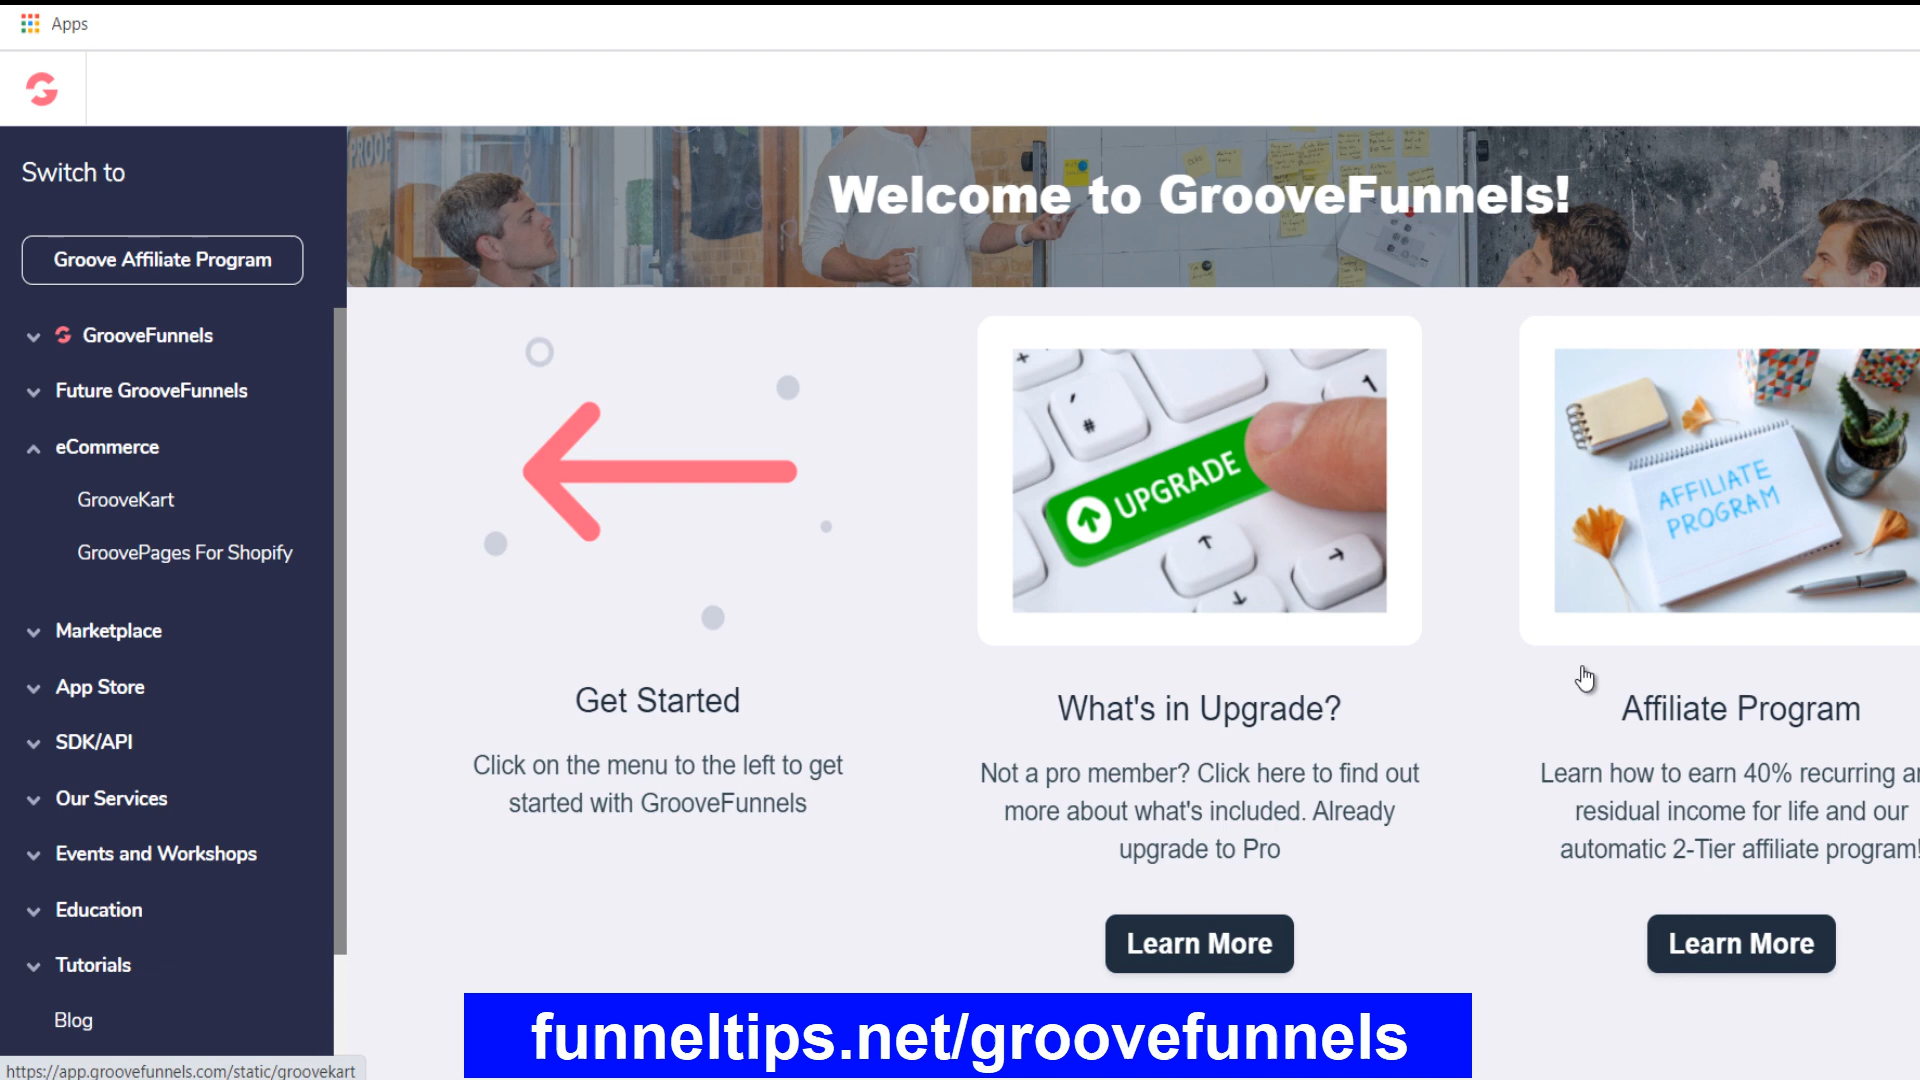 Apps
Switch to
Groove Affiliate Program
GrooveFunnels
Future GrooveFunnels
eCommerce
GrooveKart
GroovePages For Shopify
Marketplace
App Store
SDK/API
Our Services
Events and Workshops
Education
Tutorials
Blog
https://app.groovefunnels.com/static/groovekart
PROOF
Welcome to GrooveFunnels!
Get Started
Click on the menu to the left to get
started with GrooveFunnels
UPGRADE
What's in Upgrade?
Not a pro member? Click here to find out
more about what's included. Already
upgrade to Pro
Learn More
AFFILIATE
PROGRAM
Affiliate Program
Learn how to earn 40% recurring
residual income for life and our
automatic 2-Tier affiliate program!
Learn More
funneltips.net/groovefunnels